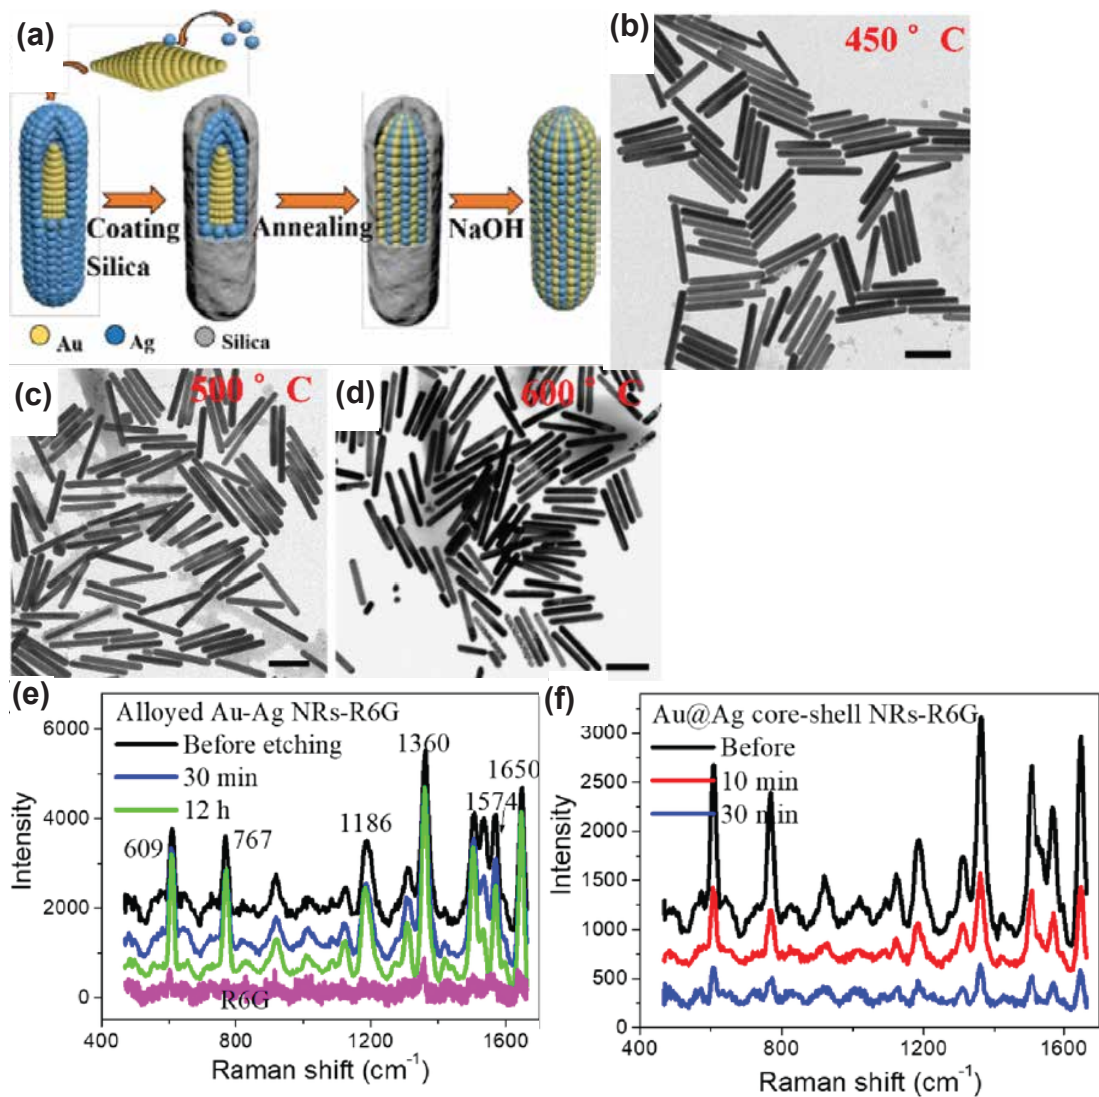 (a)
Coating
Silica
Annealing
NaOH
Au
Ag
Silica
(b)
450 ° C
(c)
500 ° C
(d)
600 ° C
(e)
Alloyed Au-Ag NRs-R6G
Before etching
30 min
12 h
609
767
1186
1360
1574
1650
R6G
6000
4000
2000
0
Intensity
400
800
1200
1600
Raman shift (cm⁻¹)
(f)
Au@Ag core-shell NRs-R6G
Before
10 min
30 min
3000
2500
2000
1500
1000
500
0
Intensity
400
800
1200
1600
Raman shift (cm⁻¹)